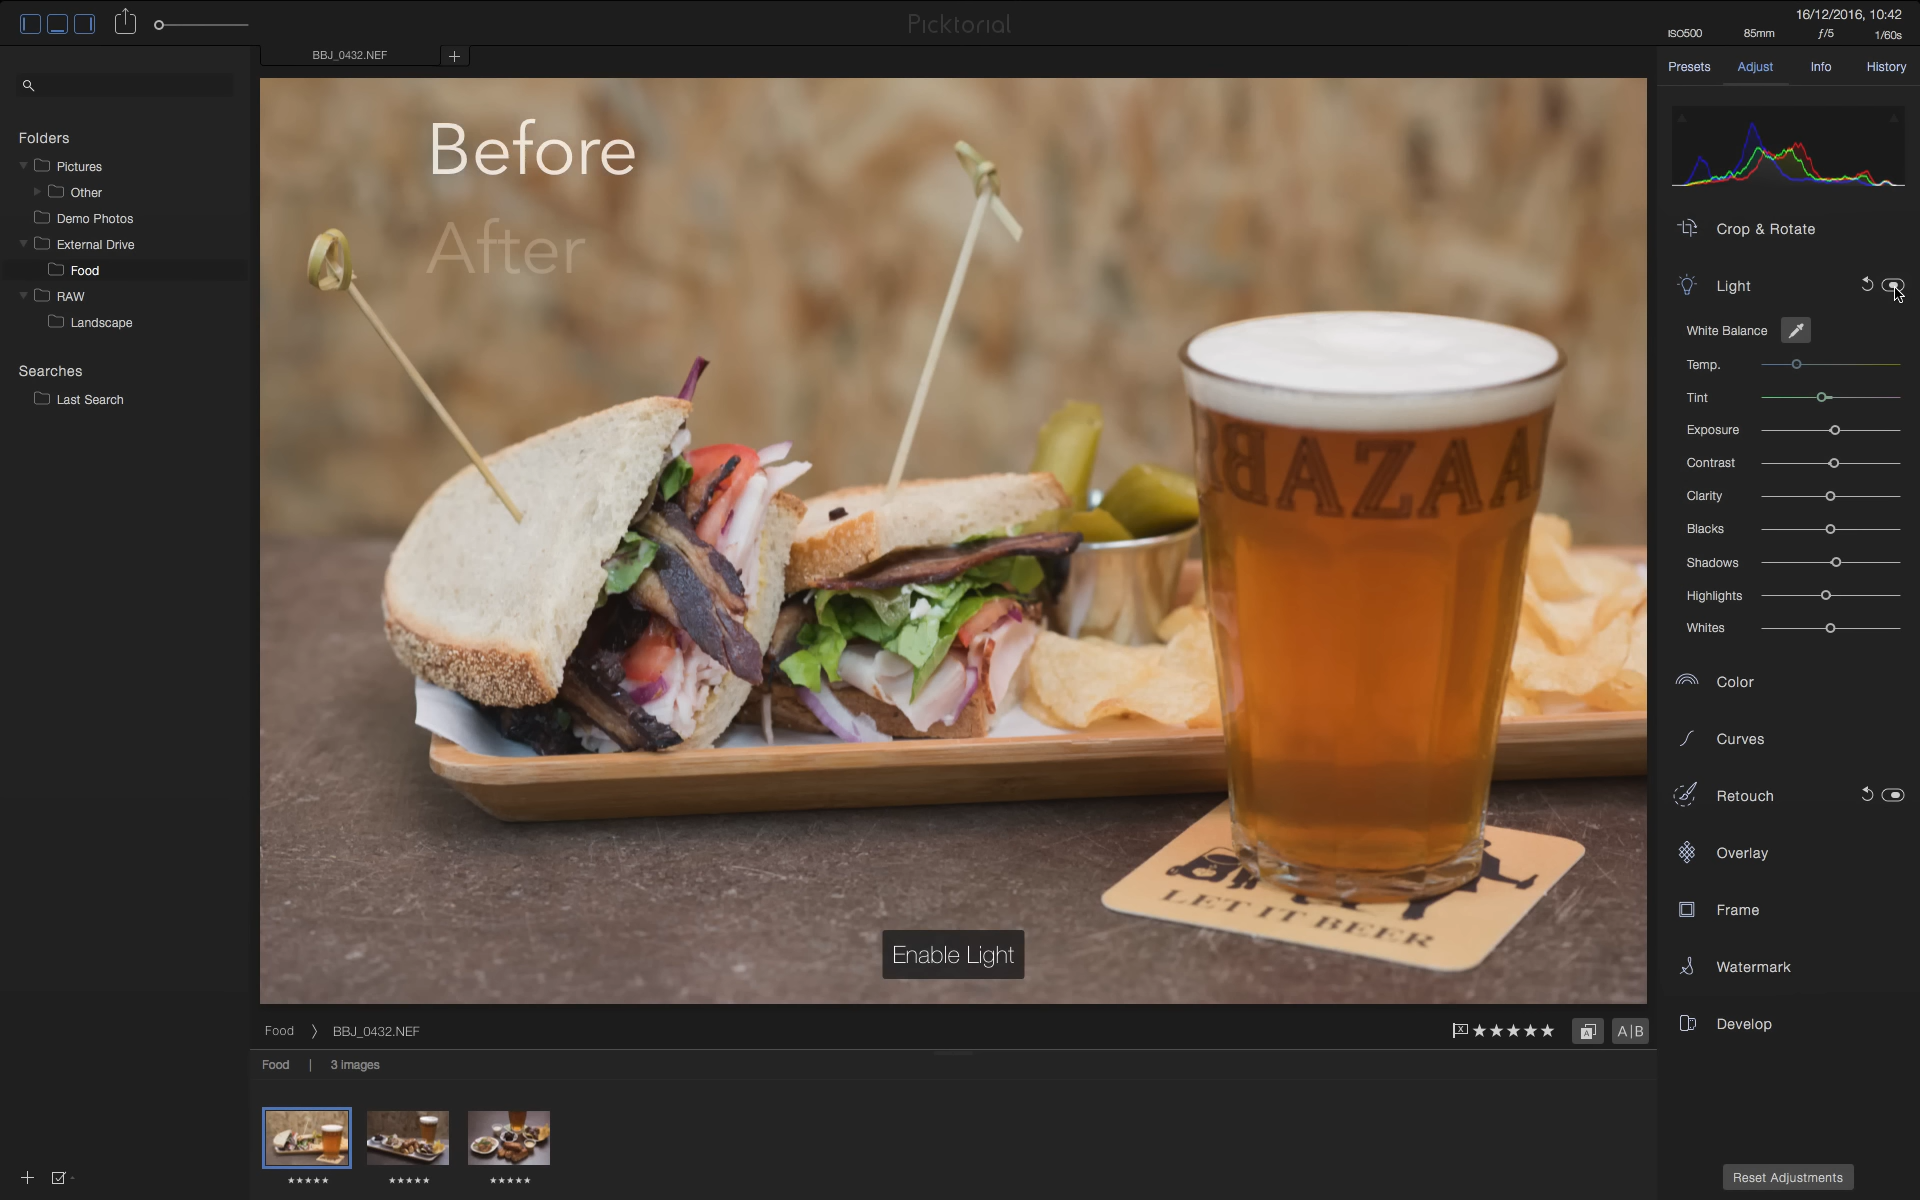 Picktorial
16/12/2016, 10:42
ISO500 85mm ƒ/5 1/60s
BBJ_0432.NEF
Presets Adjust Info History
Folders
Pictures
Other
Demo Photos
External Drive
Food
RAW
Landscape
Searches
Last Search
Before
After
BAZAA
LET IT BEER
Enable Light
Crop & Rotate
Light
White Balance
Temp.
Tint
Exposure
Contrast
Clarity
Blacks
Shadows
Highlights
Whites
Color
Curves
Retouch
Overlay
Frame
Watermark
Develop
Food 〉 BBJ_0432.NEF
A|B
Food | 3 images
Reset Adjustments